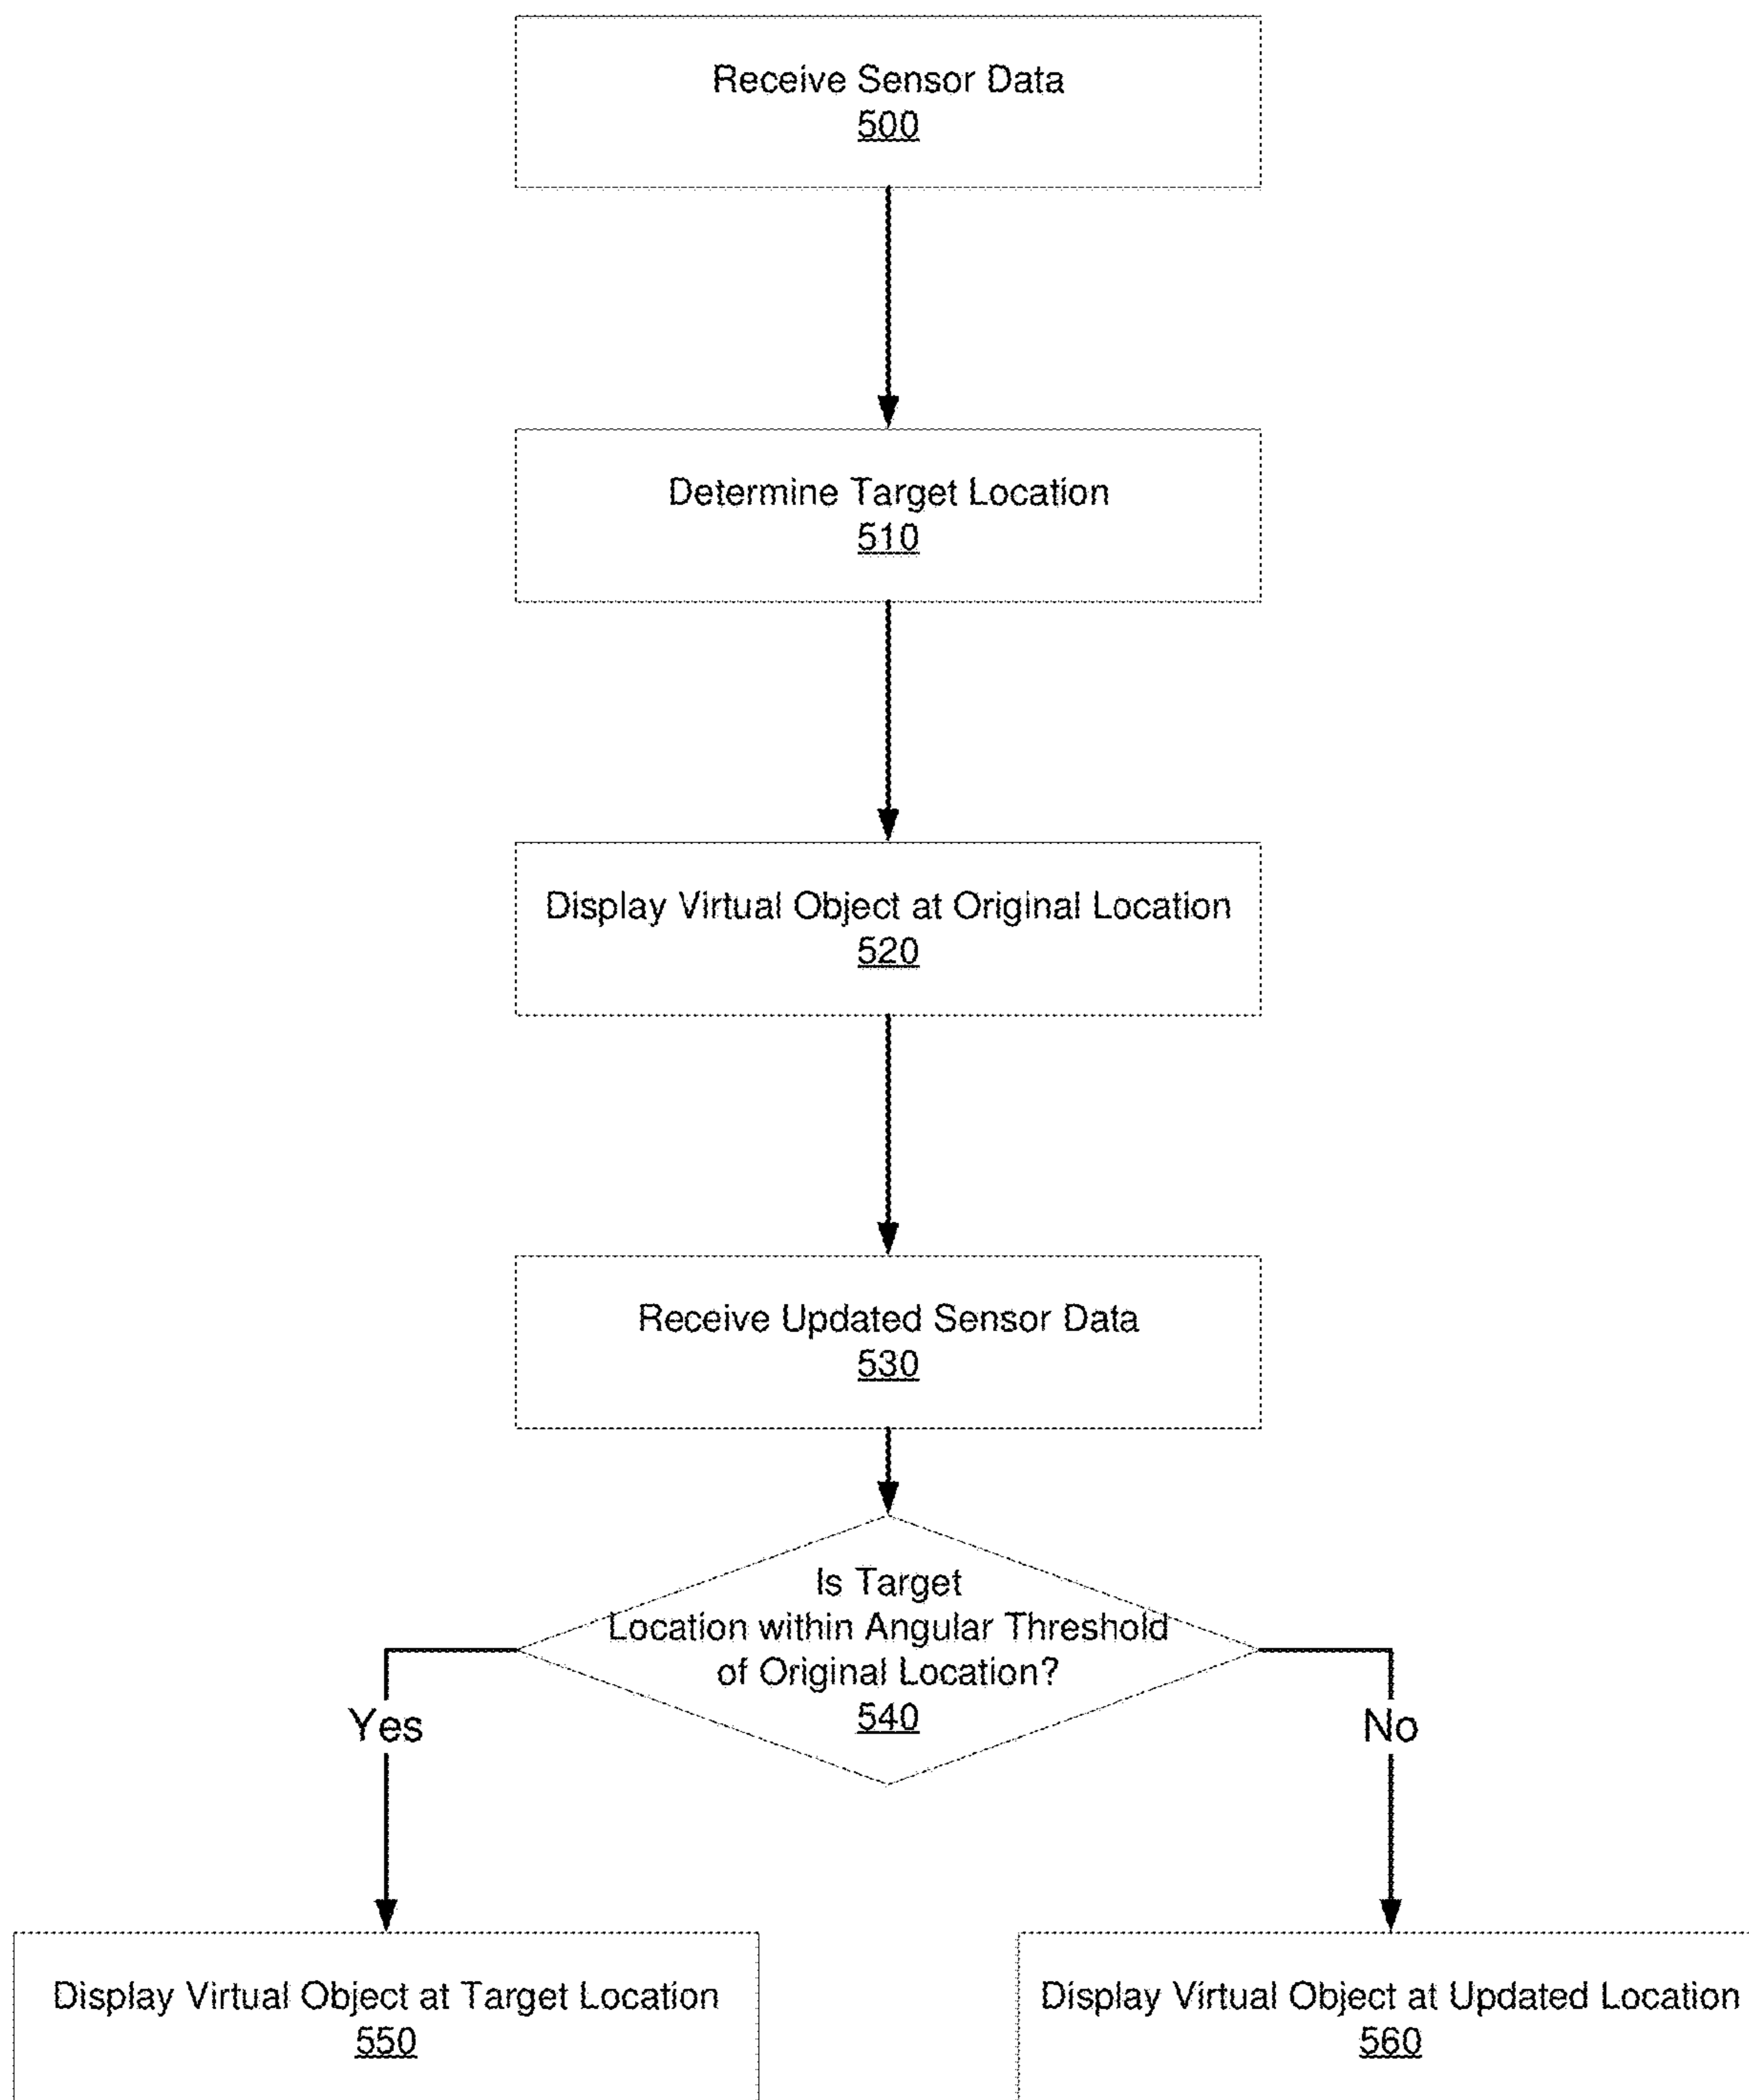 Receive Sensor Data
500
Determine Target Location
510
Display Virtual Object at Original Location
520
Receive Updated Sensor Data
530
Is Target
Location within Angular Threshold
of Original Location?
540
Yes
No
Display Virtual Object at Target Location
550
Display Virtual Object at Updated Location
560